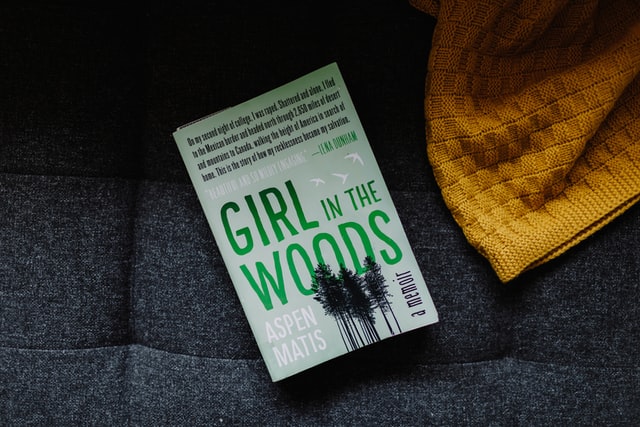 On my second night of college, I was raped. Shattered and alone, I fled
to the Mexican border and headed north through 2,650 miles of desert
and mountains to Canada, walking the height of America in search of
home. This is the story of how my recklessness became my salvation.
"BEAUTIFUL AND SO WILDLY ENGAGING" —LENA DUNHAM
GIRL IN THE
WOODS
a memoir
ASPEN
MATIS